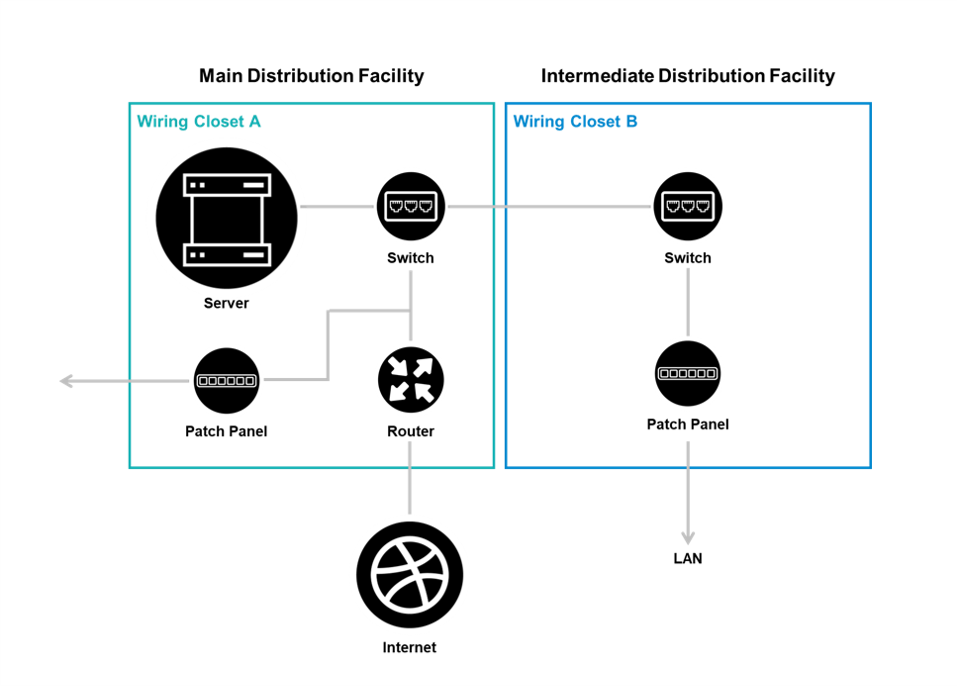 Main Distribution Facility
Intermediate Distribution Facility
Wiring Closet A
Wiring Closet B
Switch
Switch
Server
Patch Panel
Router
Patch Panel
LAN
Internet